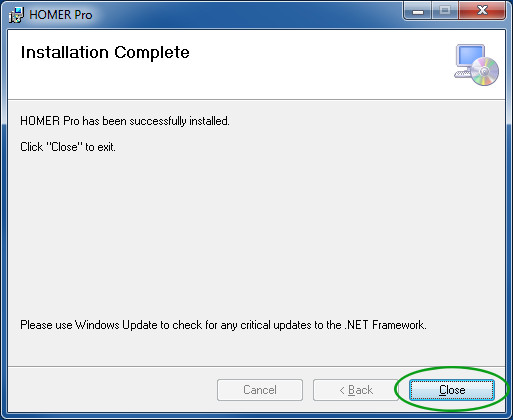 HOMER Pro
Installation Complete
HOMER Pro has been successfully installed.
Click "Close" to exit.
Please use Windows Update to check for any critical updates to the .NET Framework.
Cancel
< Back
Close